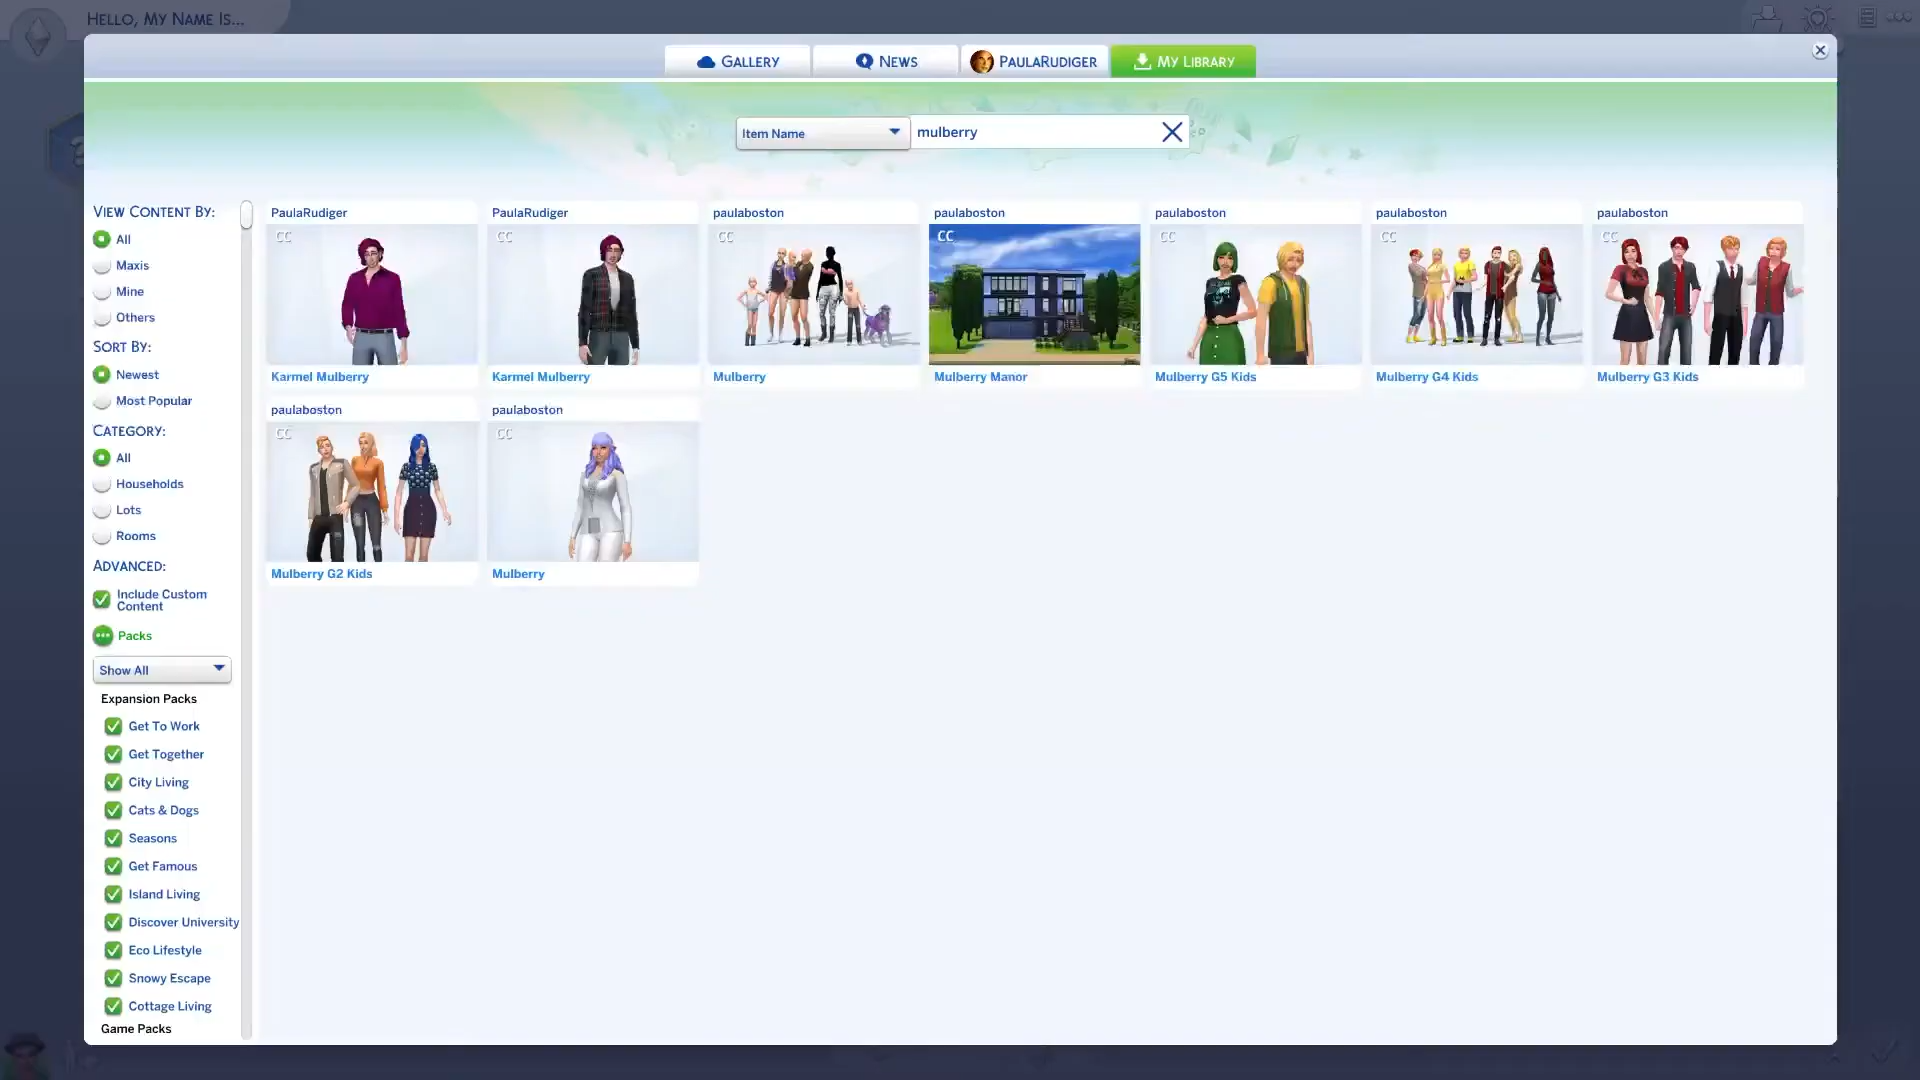 HELLO, MY NAME IS...
GALLERY
NEWS
PAULARUDIGER
MY LIBRARY
Item Name
mulberry
VIEW CONTENT BY:
All
Maxis
Mine
Others
SORT BY:
Newest
Most Popular
CATEGORY:
All
Households
Lots
Rooms
ADVANCED:
Include Custom
Content
Packs
Show All
Expansion Packs
Get To Work
Get Together
City Living
Cats & Dogs
Seasons
Get Famous
Island Living
Discover University
Eco Lifestyle
Snowy Escape
Cottage Living
Game Packs
PaulaRudiger
CC
Karmel Mulberry
PaulaRudiger
CC
Karmel Mulberry
paulaboston
CC
Mulberry
paulaboston
CC
Mulberry Manor
paulaboston
CC
Mulberry G5 Kids
paulaboston
CC
Mulberry G4 Kids
paulaboston
CC
Mulberry G3 Kids
paulaboston
CC
Mulberry G2 Kids
paulaboston
CC
Mulberry